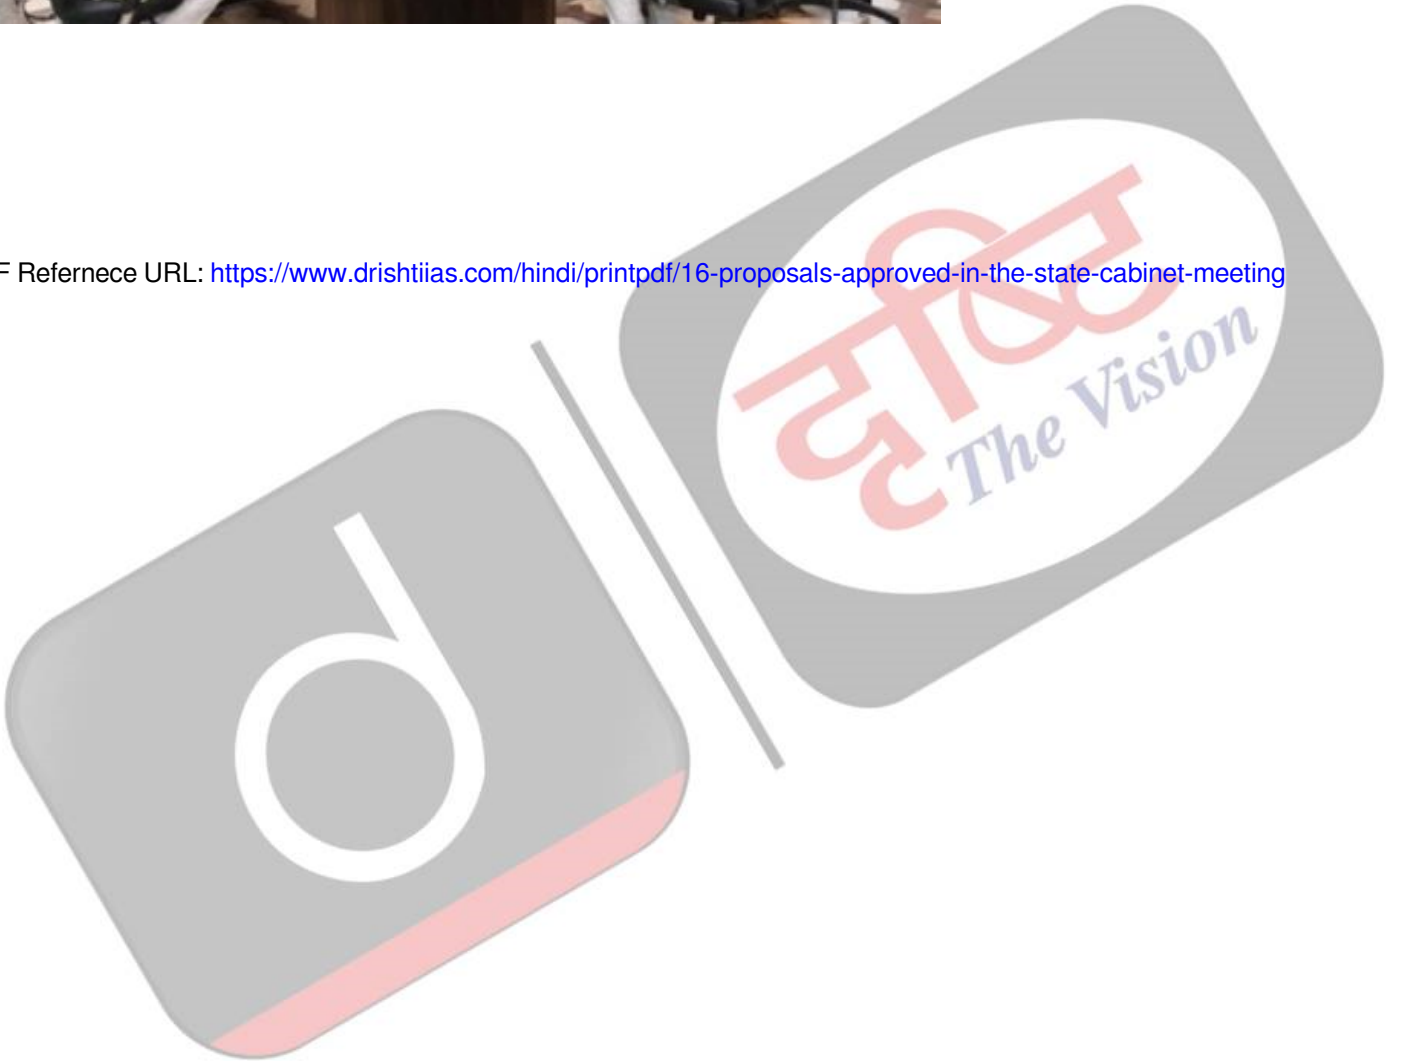 F Refernece URL: https://www.drishtiias.com/hindi/printpdf/16-proposals-approved-in-the-state-cabinet-meeting
दृष्टि
The Vision
d